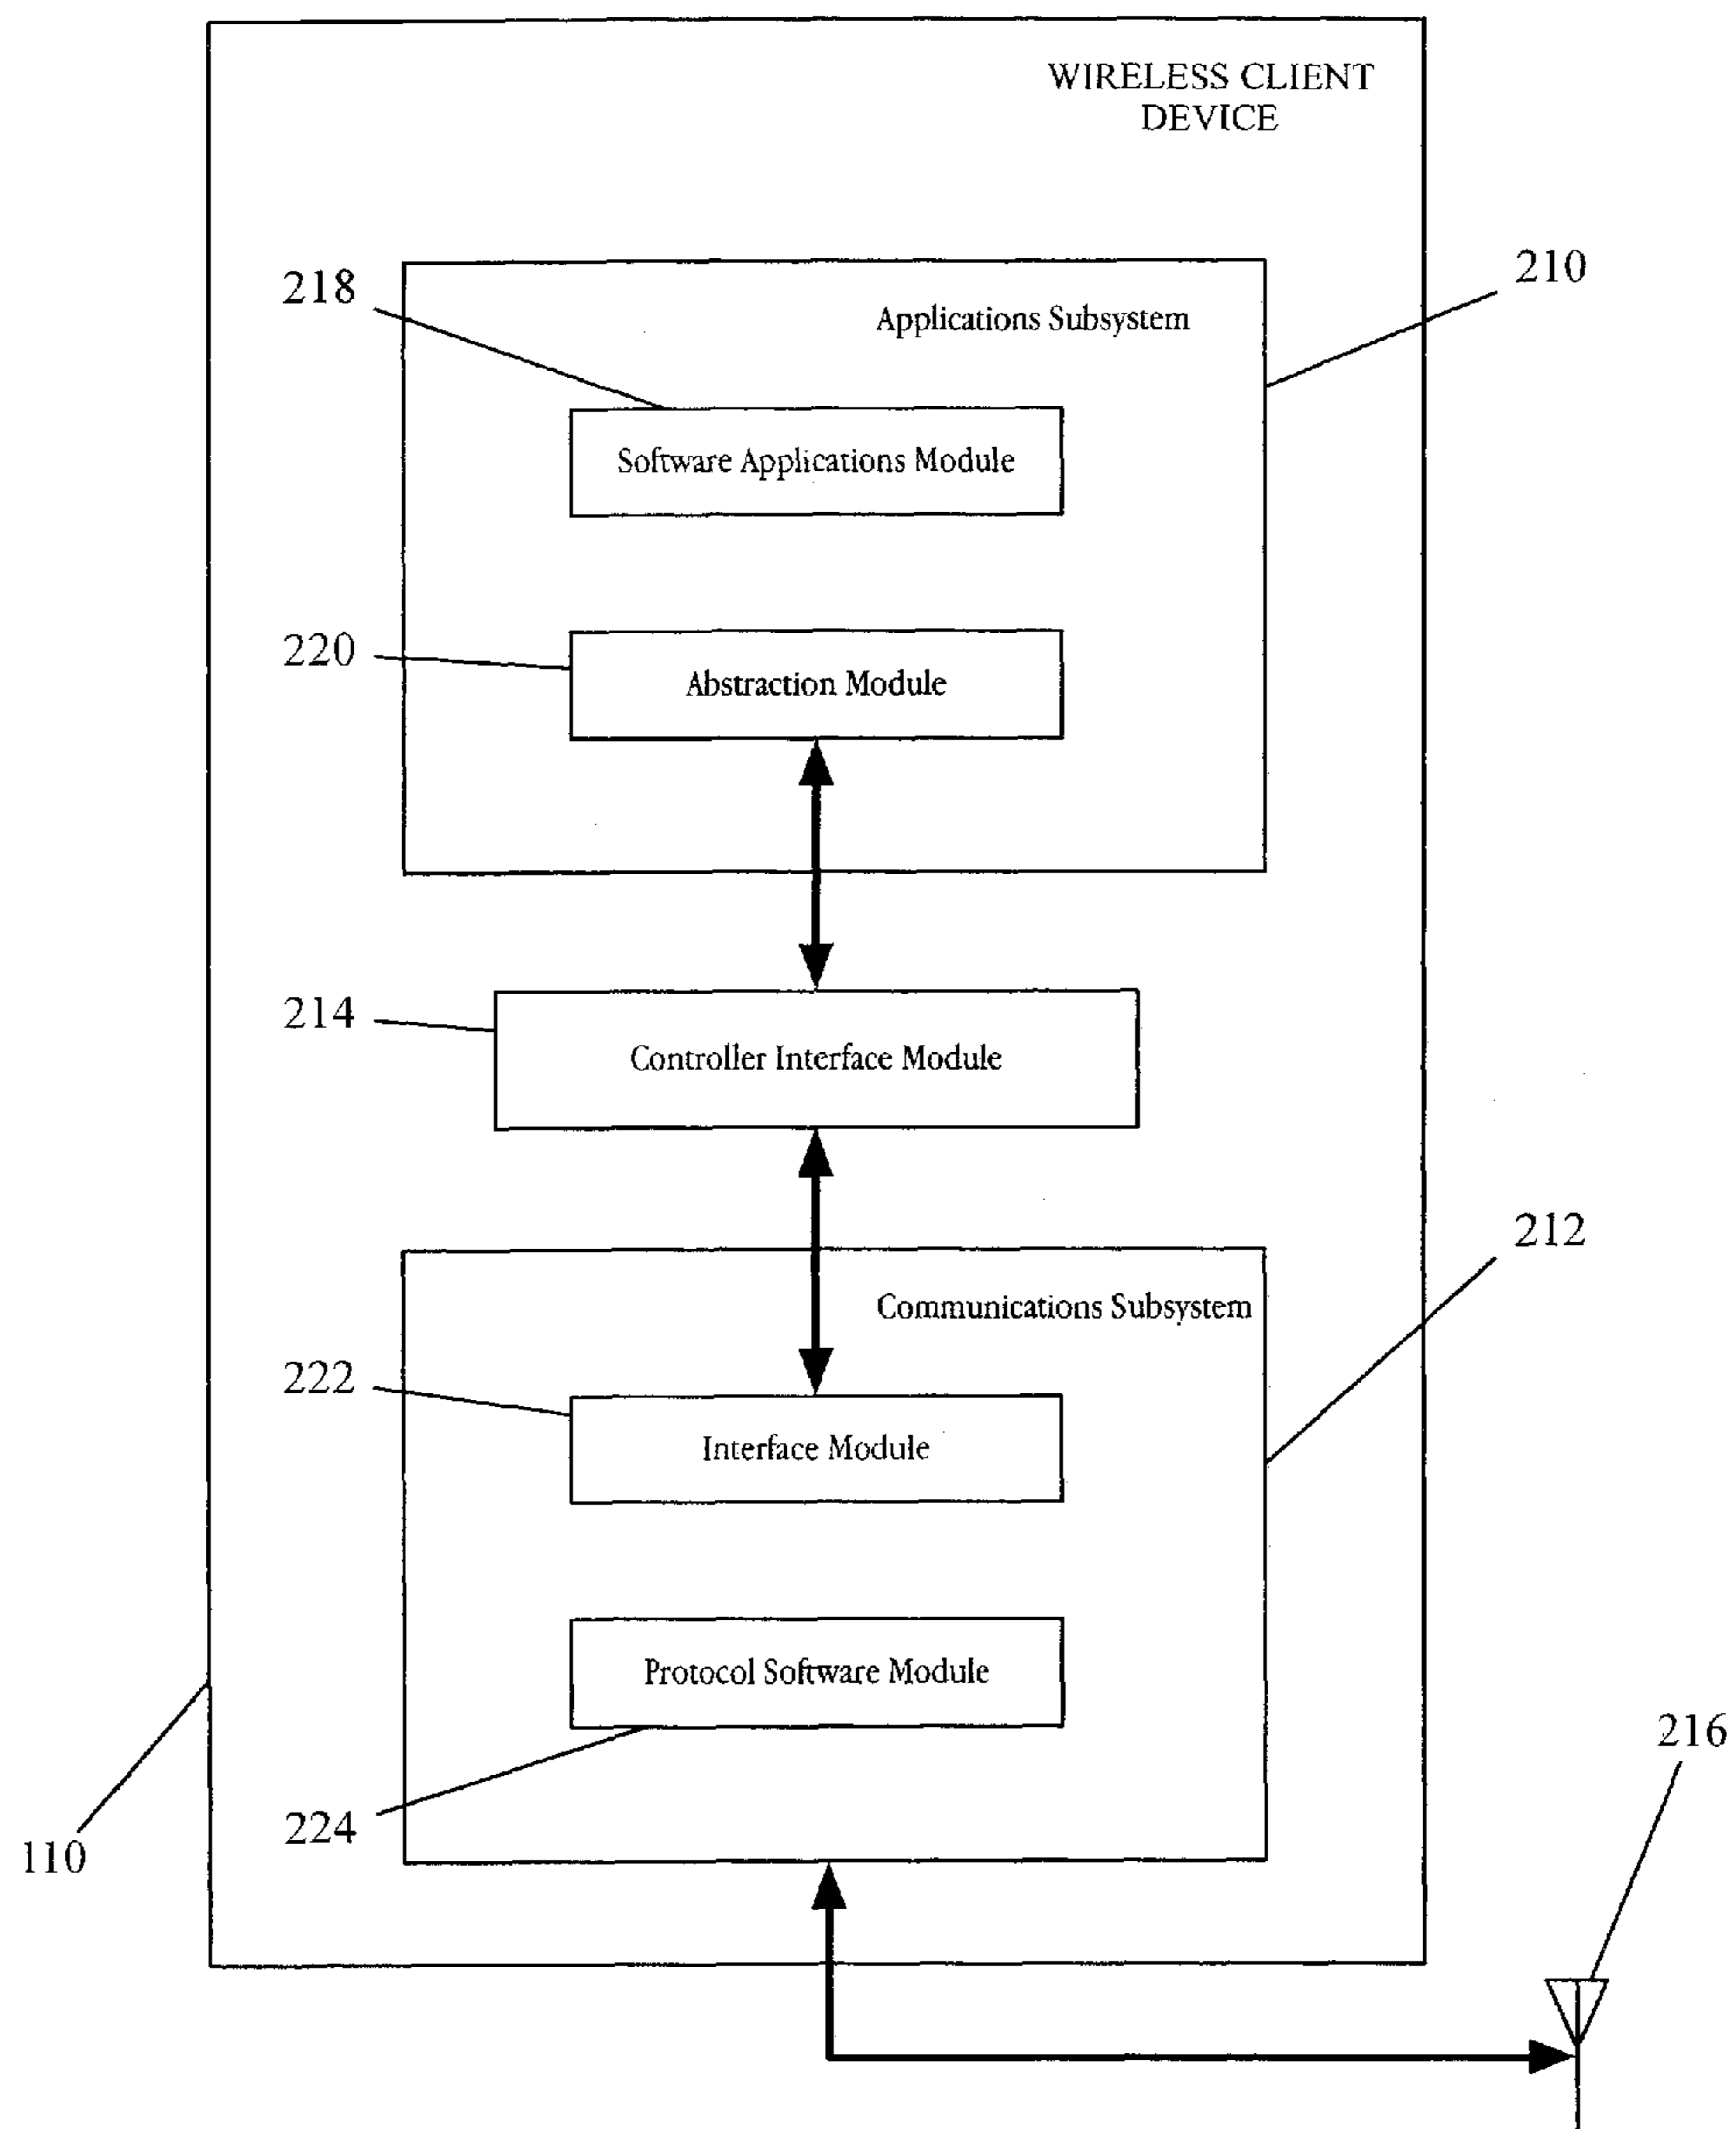 WIRELESS CLIENT
DEVICE
218
210
Applications Subsystem
Software Applications Module
220
Abstraction Module
214
Controller Interface Module
212
Communications Subsystem
222
Interface Module
Protocol Software Module
216
224
110